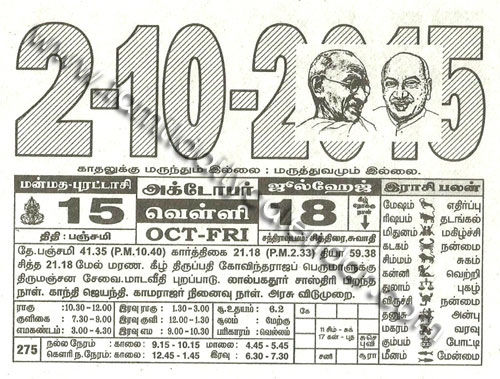 2-10-2015
காதலுக்கு மருந்தும் இல்லை : மருத்துவமும் இல்லை.
மன்மத-புரட்டாசி
15
திதி : பஞ்சமி
அக்டோபர்
வெள்ளி
OCT-FRI
ஜூல்ஹேஜ்
18
கீழ் நோக்கு நாள்
சந்திராஷ்டமம்: சித்திரை, சுவாதி
தே.பஞ்சமி 41.35 (P.M.10.40) கார்த்திகை 21.18 (P.M.2.33) தியா: 59.38
சித்த 21.18 மேல் மரண. கீழ் திருப்பதி கோவிந்தராஜப் பெருமாளுக்கு
திருமஞ்சன சேவை. மாடவீதி புறப்பாடு. லால்பகதூர் சாஸ்திரி பிறந்த
நாள். காந்தி ஜெயந்தி. காமராஜர் நினைவு நாள். அரசு விடுமுறை.
ராகு :10.30 -12.00
குளிகை : 7.30 - 9.00
எமகண்டம் : 3.00 - 4.30
இரவு ராகு : 1.30 - 3.00
இரவு குளி : 12.00 - 1.30
இரவு எம : 9.00 - 10.30
சூ.உதயம் : 6.2
சூலம் : மேற்கு
பரிகாரம் : வெல்லம்
275
நல்ல நேரம் : காலை: 9.15 - 10.15 மாலை: 4.45 - 5.45
கௌரி ந.நேரம் : காலை: 12.45 - 1.45 இரவு: 6.30 - 7.30
கே
11 சிம் - சுக்
17 கன் - புசு
சனி
சூரா
இராசி பலன்
மேஷம் எதிர்ப்பு
ரிஷபம் தடங்கல்
மிதுனம் மகிழ்ச்சி
கடகம் நன்மை
சிம்மம் சுகம்
கன்னி வெற்றி
துலாம் புகழ்
விருச்சி நன்மை
தனுசு அன்பு
மகரம் வரவு
கும்பம் போட்டி
மீனம் மேன்மை